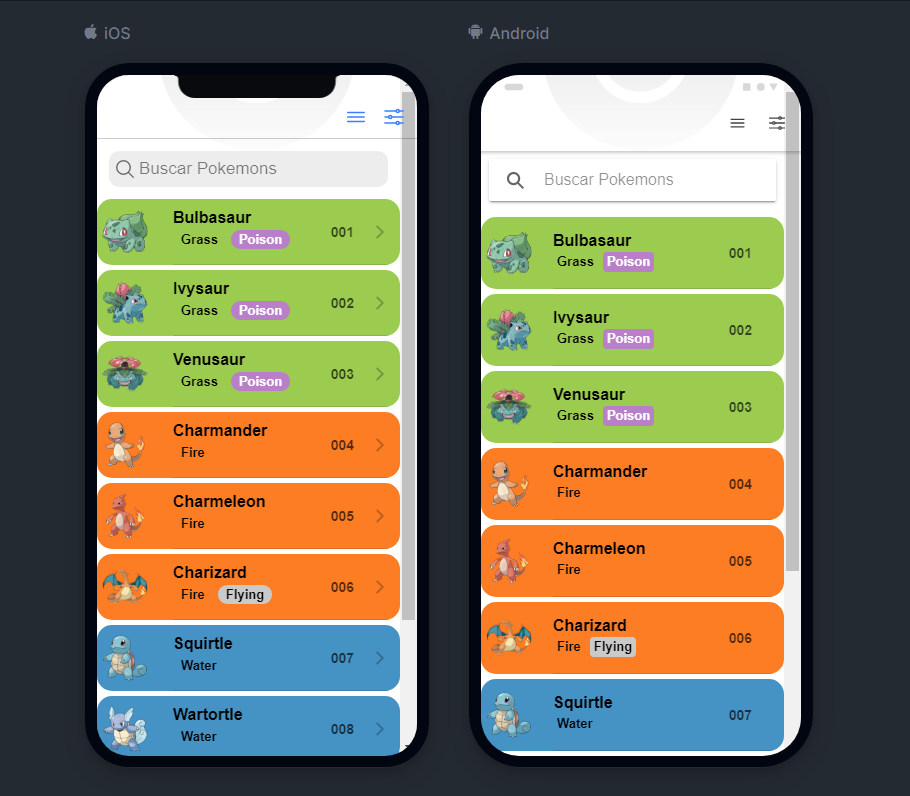 iOS
Buscar Pokemons
Bulbasaur
Grass Poison 001
Ivysaur
Grass Poison 002
Venusaur
Grass Poison 003
Charmander
Fire 004
Charmeleon
Fire 005
Charizard
Fire Flying 006
Squirtle
Water 007
Wartortle
Water 008
Android
Buscar Pokemons
Bulbasaur
Grass Poison 001
Ivysaur
Grass Poison 002
Venusaur
Grass Poison 003
Charmander
Fire 004
Charmeleon
Fire 005
Charizard
Fire Flying 006
Squirtle
Water 007